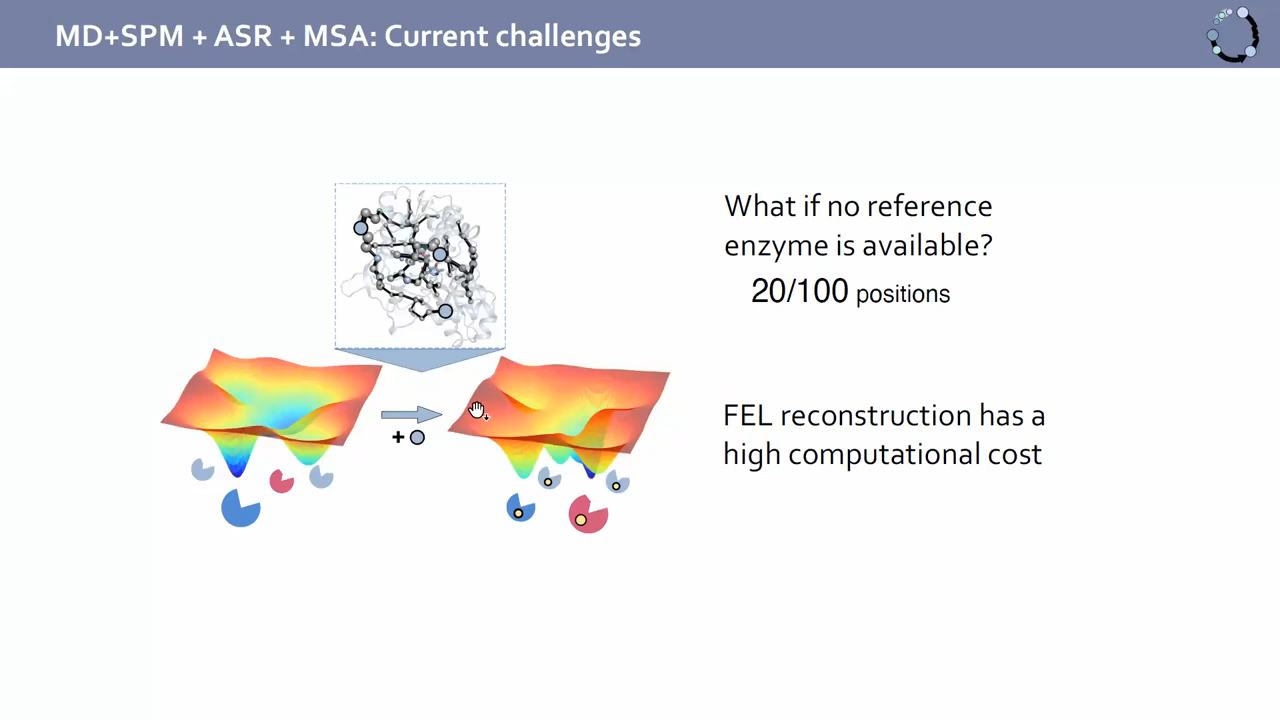 MD+SPM + ASR + MSA: Current challenges
What if no reference
enzyme is available?
20/100 positions
+
FEL reconstruction has a
high computational cost